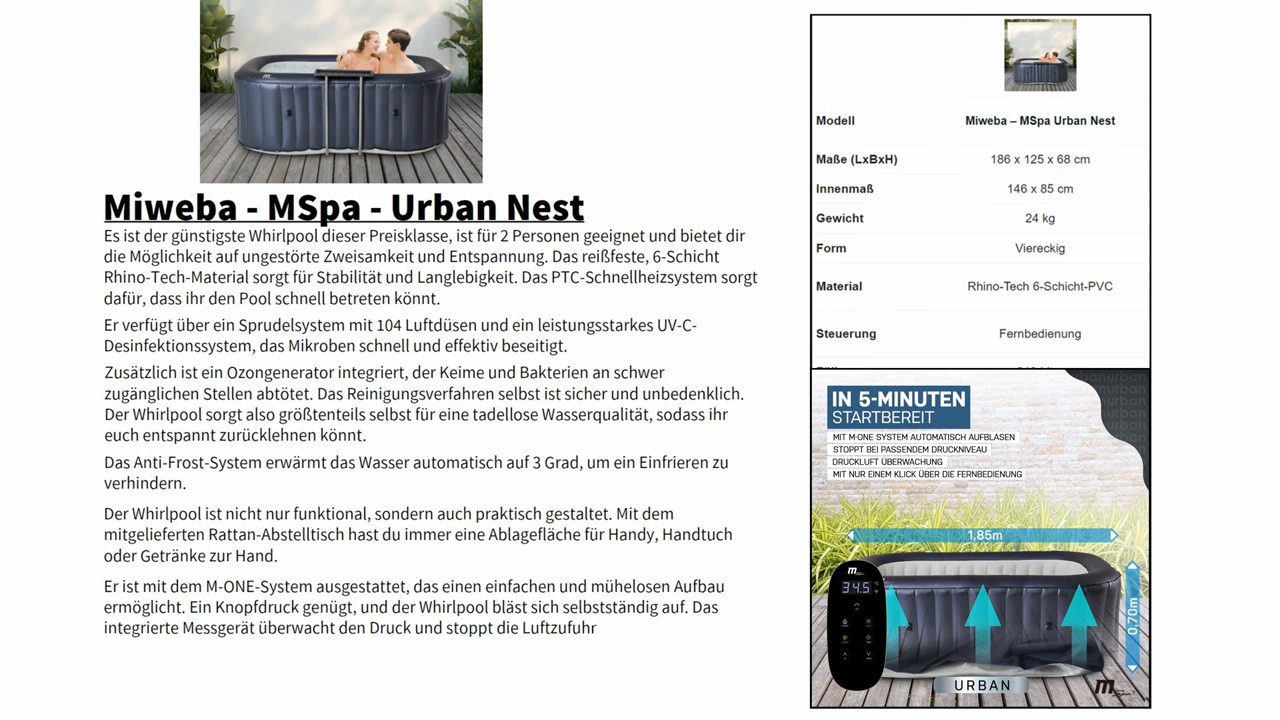 Miweba - MSpa - Urban Nest
Es ist der günstigste Whirlpool dieser Preisklasse, ist für 2 Personen geeignet und bietet dir
die Möglichkeit auf ungestörte Zweisamkeit und Entspannung. Das reißfeste, 6-Schicht
Rhino-Tech-Material sorgt für Stabilität und Langlebigkeit. Das PTC-Schnellheizsystem sorgt
dafür, dass ihr den Pool schnell betreten könnt.
Er verfügt über ein Sprudelsystem mit 104 Luftdüsen und ein leistungsstarkes UV-C-
Desinfektionssystem, das Mikroben schnell und effektiv beseitigt.
Zusätzlich ist ein Ozongenerator integriert, der Keime und Bakterien an schwer
zugänglichen Stellen abtötet. Das Reinigungsverfahren selbst ist sicher und unbedenklich.
Der Whirlpool sorgt also größtenteils selbst für eine tadellose Wasserqualität, sodass ihr
euch entspannt zurücklehnen könnt.
Das Anti-Frost-System erwärmt das Wasser automatisch auf 3 Grad, um ein Einfrieren zu
verhindern.
Der Whirlpool ist nicht nur funktional, sondern auch praktisch gestaltet. Mit dem
mitgelieferten Rattan-Abstelltisch hast du immer eine Ablagefläche für Handy, Handtuch
oder Getränke zur Hand.
Er ist mit dem M-ONE-System ausgestattet, das einen einfachen und mühelosen Aufbau
ermöglicht. Ein Knopfdruck genügt, und der Whirlpool bläst sich selbstständig auf. Das
integrierte Messgerät überwacht den Druck und stoppt die Luftzufuhr
Modell Miweba – MSpa Urban Nest
Maße (LxBxH) 186 x 125 x 68 cm
Innenmaß 146 x 85 cm
Gewicht 24 kg
Form Viereckig
Material Rhino-Tech 6-Schicht-PVC
Steuerung Fernbedienung
IN 5-MINUTEN
STARTBEREIT
MIT M-ONE SYSTEM AUTOMATISCH AUFBLASEN
STOPPT BEI PASSENDEM DRUCKNIVEAU
DRUCKLUFT ÜBERWACHUNG
MIT NUR EINEM KLICK ÜBER DIE FERNBEDIENUNG
1,85m
34.5
0,70m
URBAN